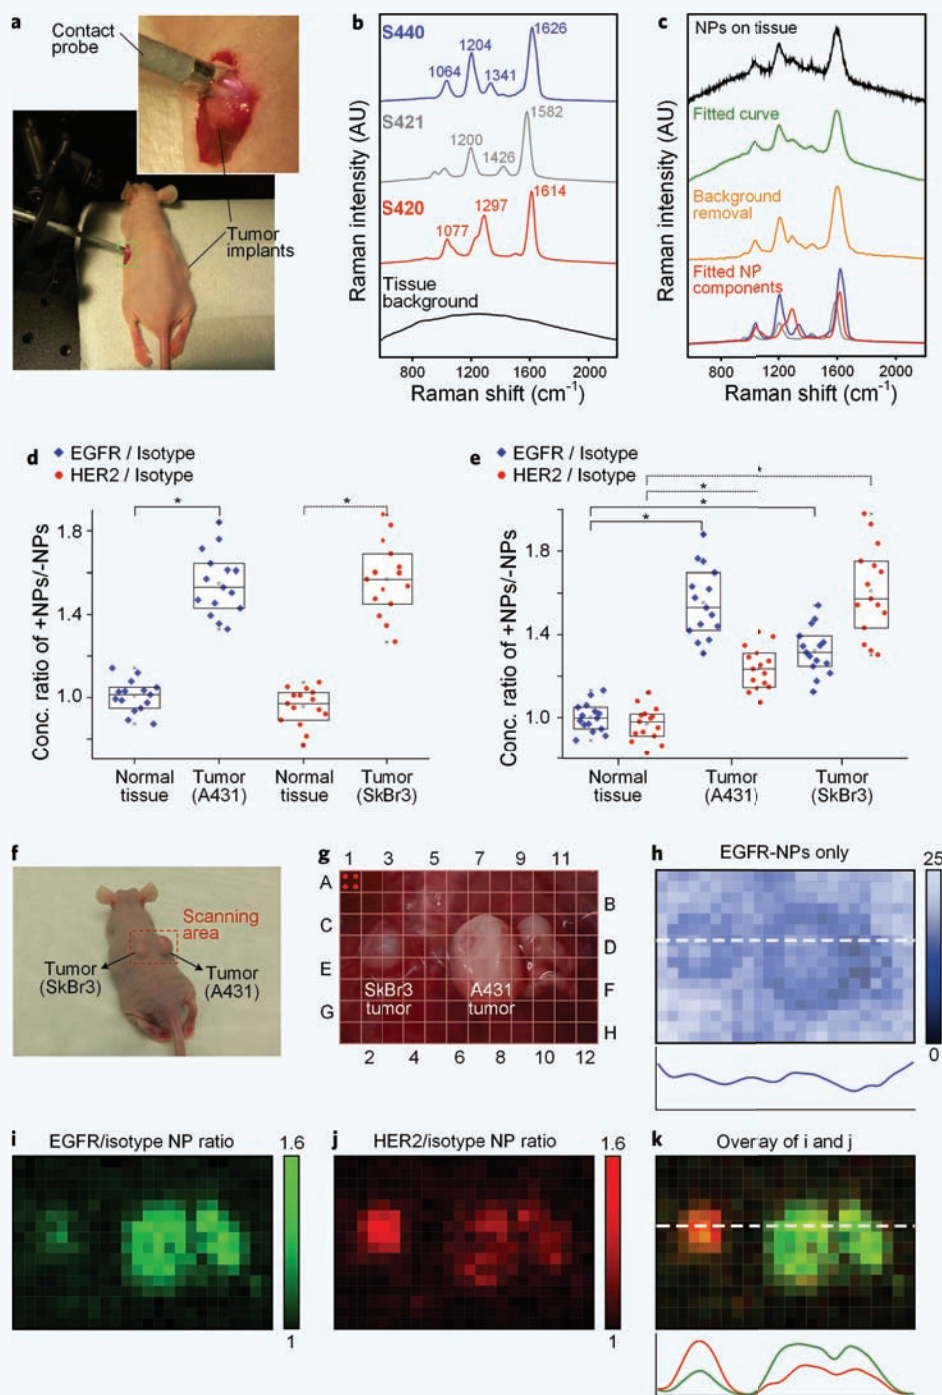 a
Contact
probe
Tumor
implants
b
S440
1064
1204
1341
1626
S421
1200
1426
1582
S420
1077
1297
1614
Tissue
background
Raman intensity (AU)
800
1200
1600
2000
Raman shift (cm⁻¹)
c
NPs on tissue
Fitted curve
Background
removal
Fitted NP
components
Raman intensity (AU)
800
1200
1600
2000
Raman shift (cm⁻¹)
d
EGFR / Isotype
HER2 / Isotype
*
*
Conc. ratio of +NPs/-NPs
1.8
1.4
1.0
Normal
tissue
Tumor
(A431)
Normal
tissue
Tumor
(SkBr3)
e
EGFR / Isotype
HER2 / Isotype
*
*
*
*
Conc. ratio of +NPs/-NPs
1.8
1.4
1.0
Normal
tissue
Tumor
(A431)
Tumor
(SkBr3)
f
Scanning
area
Tumor
(SkBr3)
Tumor
(A431)
g
1 3 5 7 9 11
A
B
C
D
E
F
G
H
SkBr3
tumor
A431
tumor
2 4 6 8 10 12
h
EGFR-NPs only
25
0
i
EGFR/isotype NP ratio
1.6
1
j
HER2/isotype NP ratio
1.6
1
k
Overlay of i and j